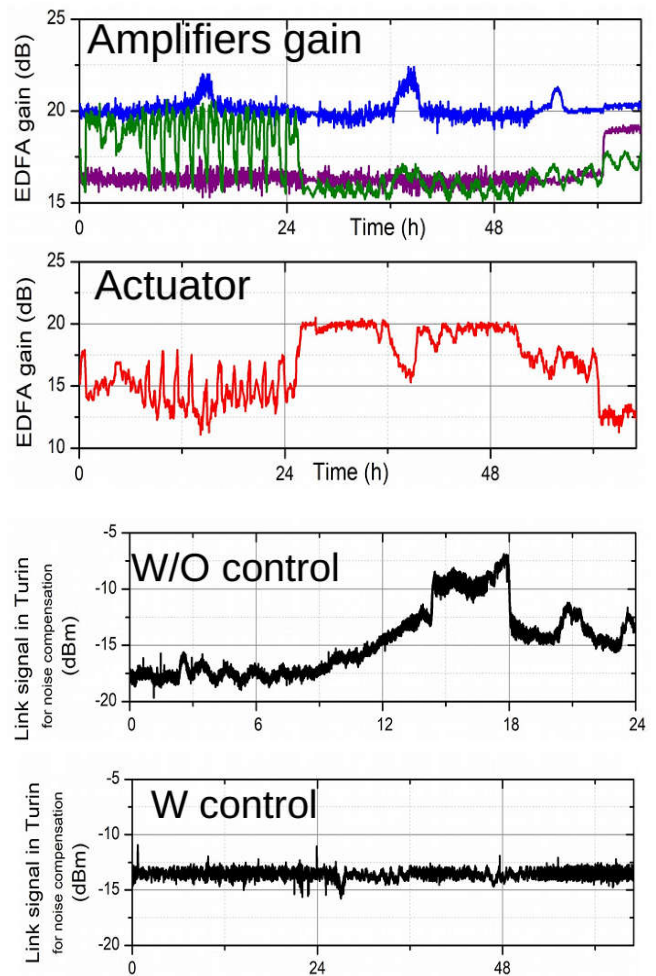 Amplifiers gain
EDFA gain (dB)
25
20
15
24
48
Time (h)
Actuator
EDFA gain (dB)
25
20
15
10
0
24
48
Time (h)
W/O control
Link signal in Turin
for noise compensation
(dBm)
-5
-10
-15
-20
0
6
12
18
24
W control
Link signal in Turin
for noise compensation
(dBm)
-5
-10
-15
-20
0
24
48